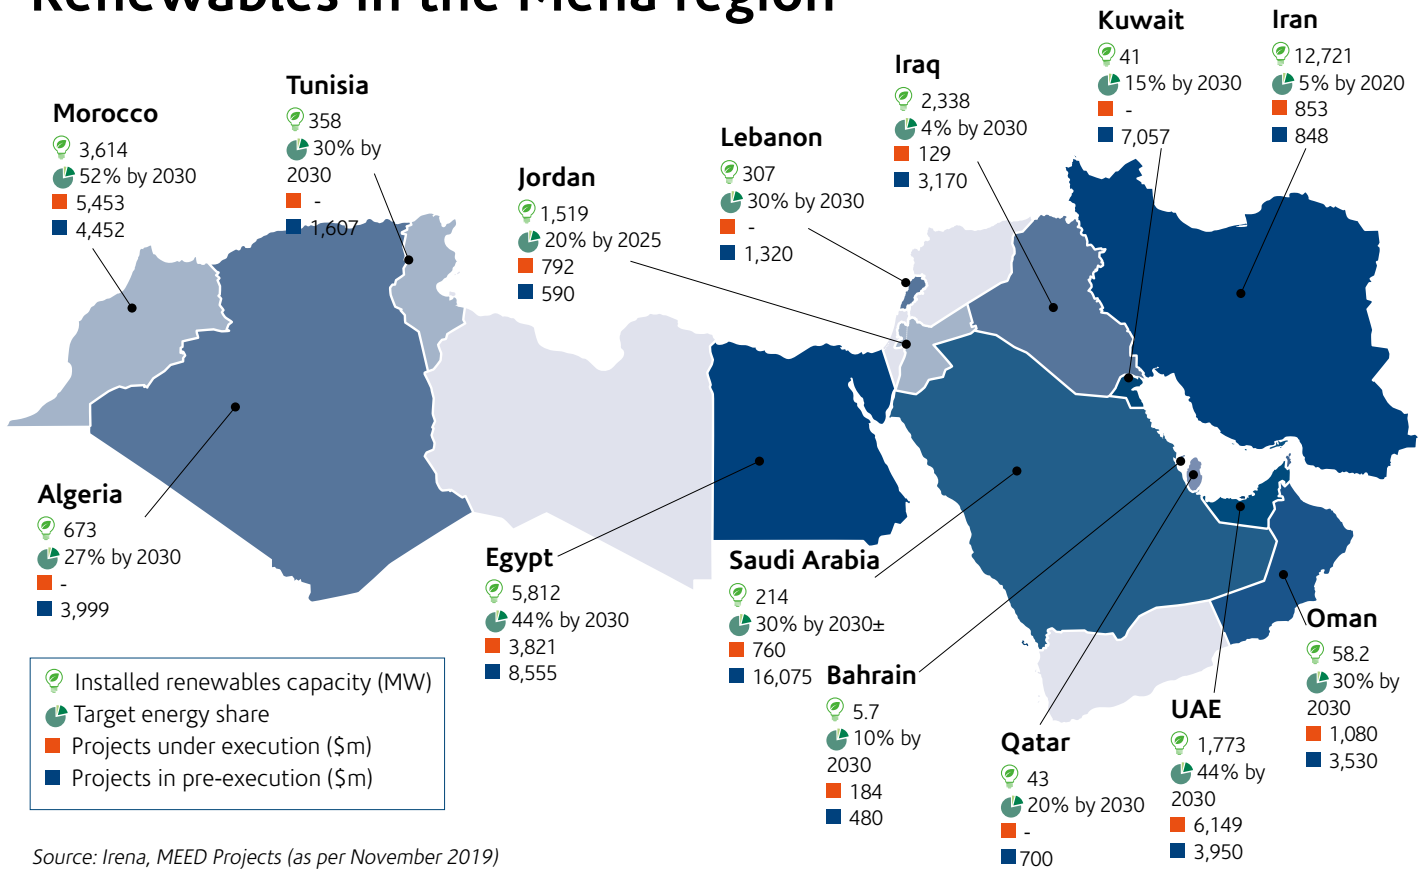 Renewables in the Mena region
Morocco
3,614
52% by 2030
5,453
4,452
Tunisia
358
30% by
2030
-
1,607
Jordan
1,519
20% by 2025
792
590
Lebanon
307
30% by 2030
-
1,320
Iraq
2,338
4% by 2030
129
3,170
Kuwait
41
15% by 2030
-
7,057
Iran
12,721
5% by 2020
853
848
Algeria
673
27% by 2030
-
3,999
Egypt
5,812
44% by 2030
3,821
8,555
Saudi Arabia
214
30% by 2030±
760
16,075
Bahrain
5.7
10% by
2030
184
480
Qatar
43
20% by 2030
-
700
UAE
1,773
44% by
2030
6,149
3,950
Oman
58.2
30% by
2030
1,080
3,530
Installed renewables capacity (MW)
Target energy share
Projects under execution ($m)
Projects in pre-execution ($m)
Source: Irena, MEED Projects (as per November 2019)